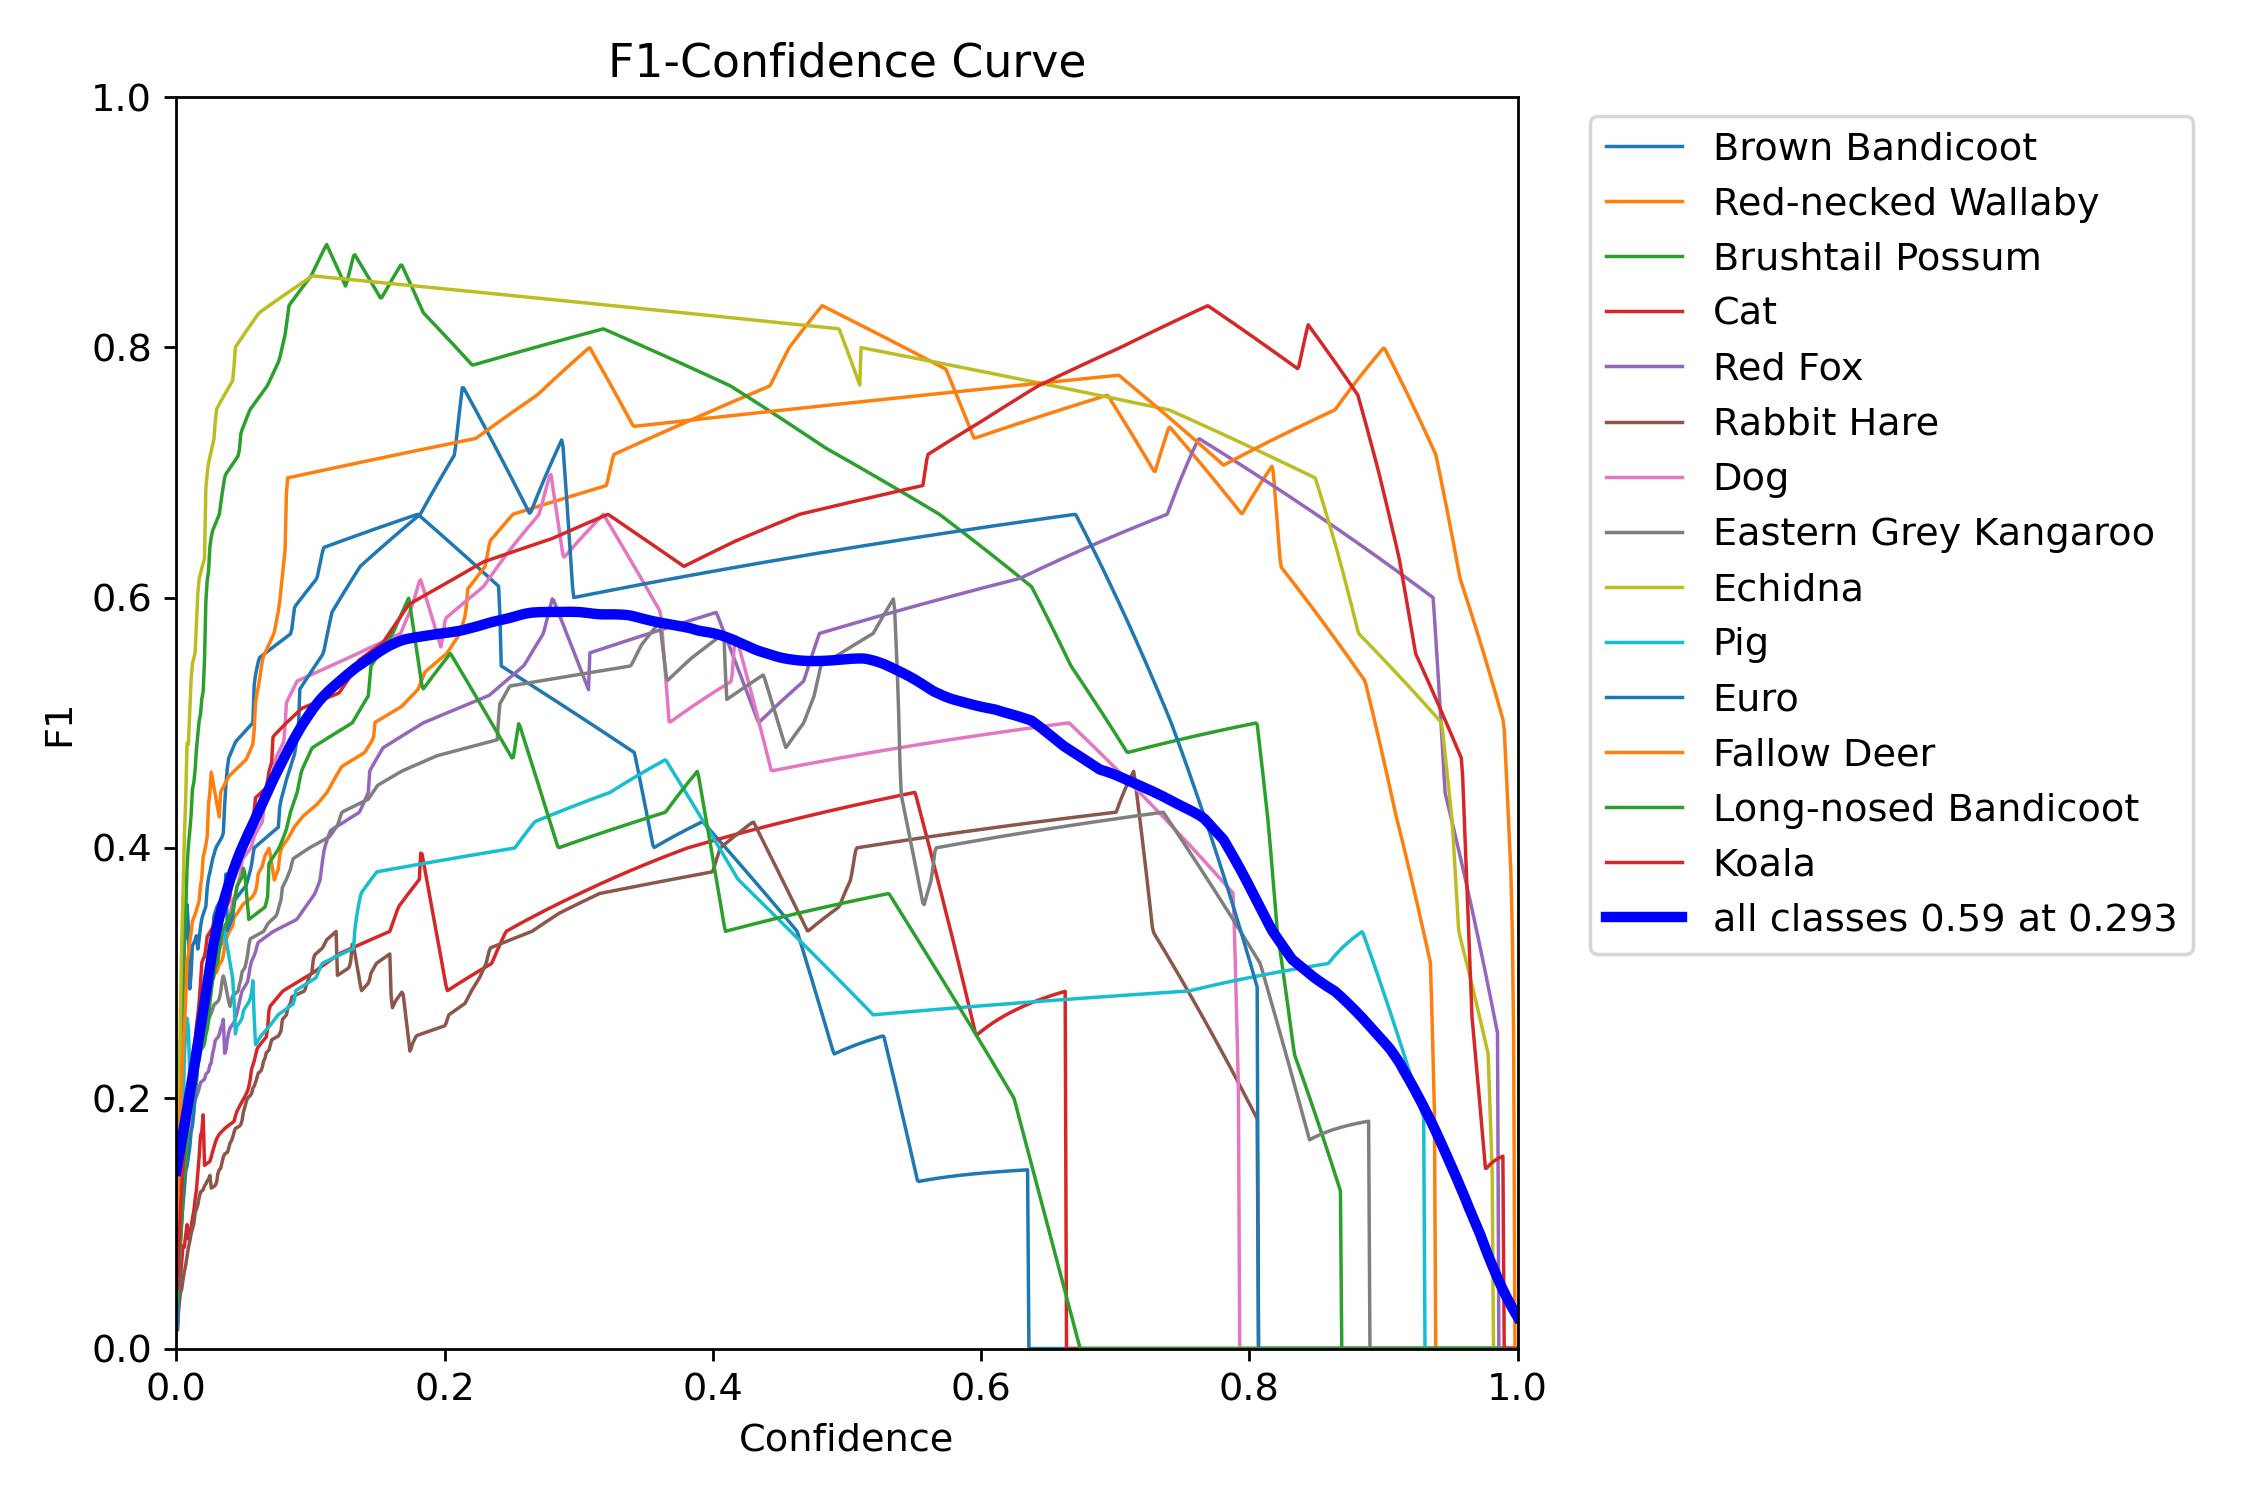 F1-Confidence Curve
1.0
0.8
0.6
0.4
0.2
0.0
F1
0.0 0.2 0.4 0.6 0.8 1.0
Confidence
Brown Bandicoot
Red-necked Wallaby
Brushtail Possum
Cat
Red Fox
Rabbit Hare
Dog
Eastern Grey Kangaroo
Echidna
Pig
Euro
Fallow Deer
Long-nosed Bandicoot
Koala
all classes 0.59 at 0.293